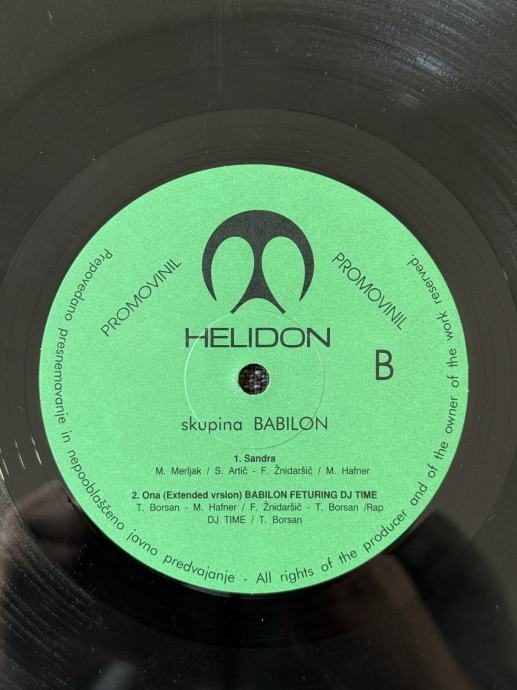 PROMOVINIL
PROMOVINIL
HELIDON
B
skupina BABILON
1. Sandra
M. Merljak / S. Artič - F. Žnidaršič / M. Hafner
2. Ona (Extended vrsion) BABILON FETURING DJ TIME
T. Borsan - M. Hafner / F. Žnidaršič - T. Borsan /Rap
DJ TIME / T. Borsan
Prepovedano presnemavanje in nepooblaščeno javno predvajanje - All rights of the producer and of the owner of the work reserved.